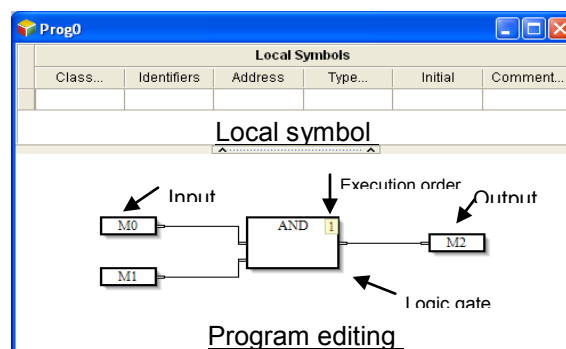 Prog0
Local Symbols
Class... Identifiers Address Type... Initial Comment...
Local symbol
Input Execution order Output
M0 AND 1 M2
M1
Logic gate
Program editing